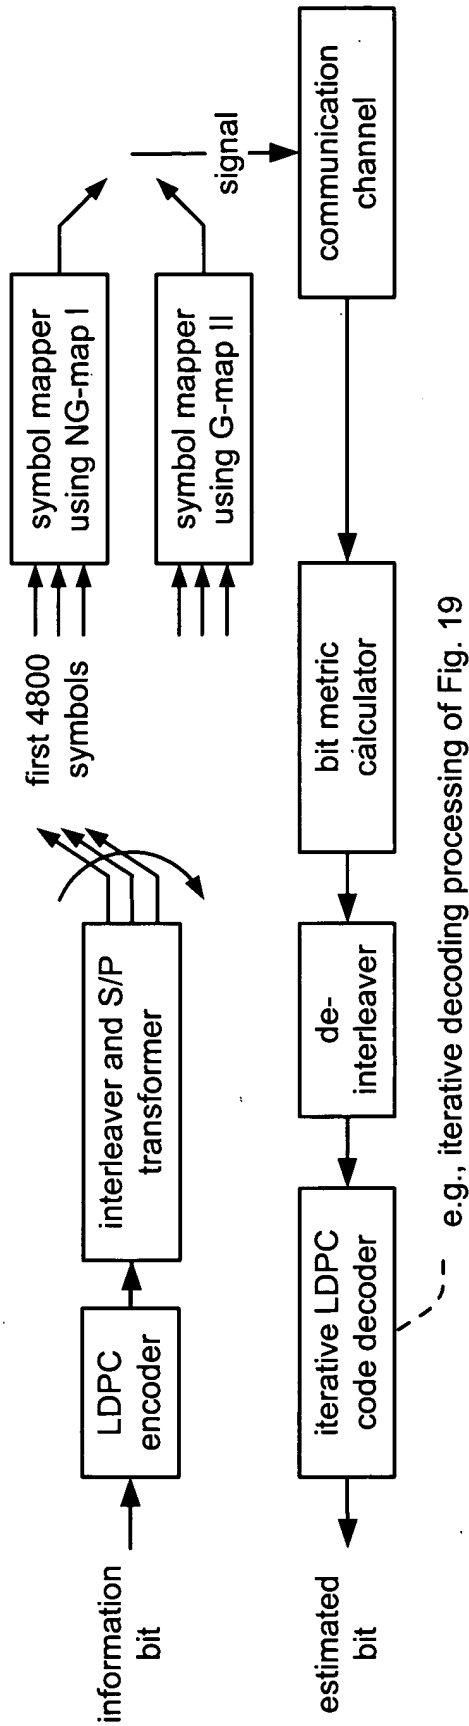 information
bit
LDPC
encoder
interleaver and S/P
transformer
first 4800
symbols
symbol mapper
using NG-map I
symbol mapper
using G-map II
signal
communication
channel
bit metric
calculator
de-
interleaver
iterative LDPC
code decoder
estimated
bit
e.g., iterative decoding processing of Fig. 19